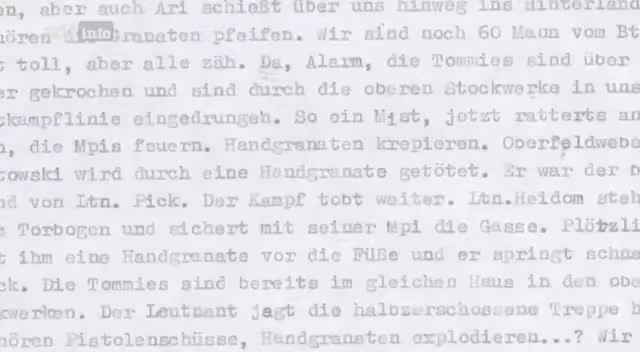 en, aber auch Ari schießt über uns hinweg ins Hinterland
hören Granaten pfeifen. Wir sind noch 60 Mann vom Bt
t toll, aber alle zäh. Da, Alarm, die Tommies sind über
er gekrochen und sind durch die oberen Stockwerke in uns
tkampflinie eingedrungen. So ein Mist, jetzt ratterts an
n, die Mpis feuern. Handgranaten krepieren. Oberfeldwebe
towski wird durch eine Handgranate getötet. Er war der
nd von Ltn. Pick. Der Kampf tobt weiter. Ltn.Heidom steh
m Torbogen und sichert mit seiner Mpi die Gasse. Plötzli
t ihm eine Handgranate vor die Füße und er springt schne
ck. Die Tommies sind bereits im gleichen Haus in den obe
kwerken. Der Leutnant jagt die halbzerschossene Treppe h
hören Pistolenschüsse, Handgranaten explodieren...? Wir
info